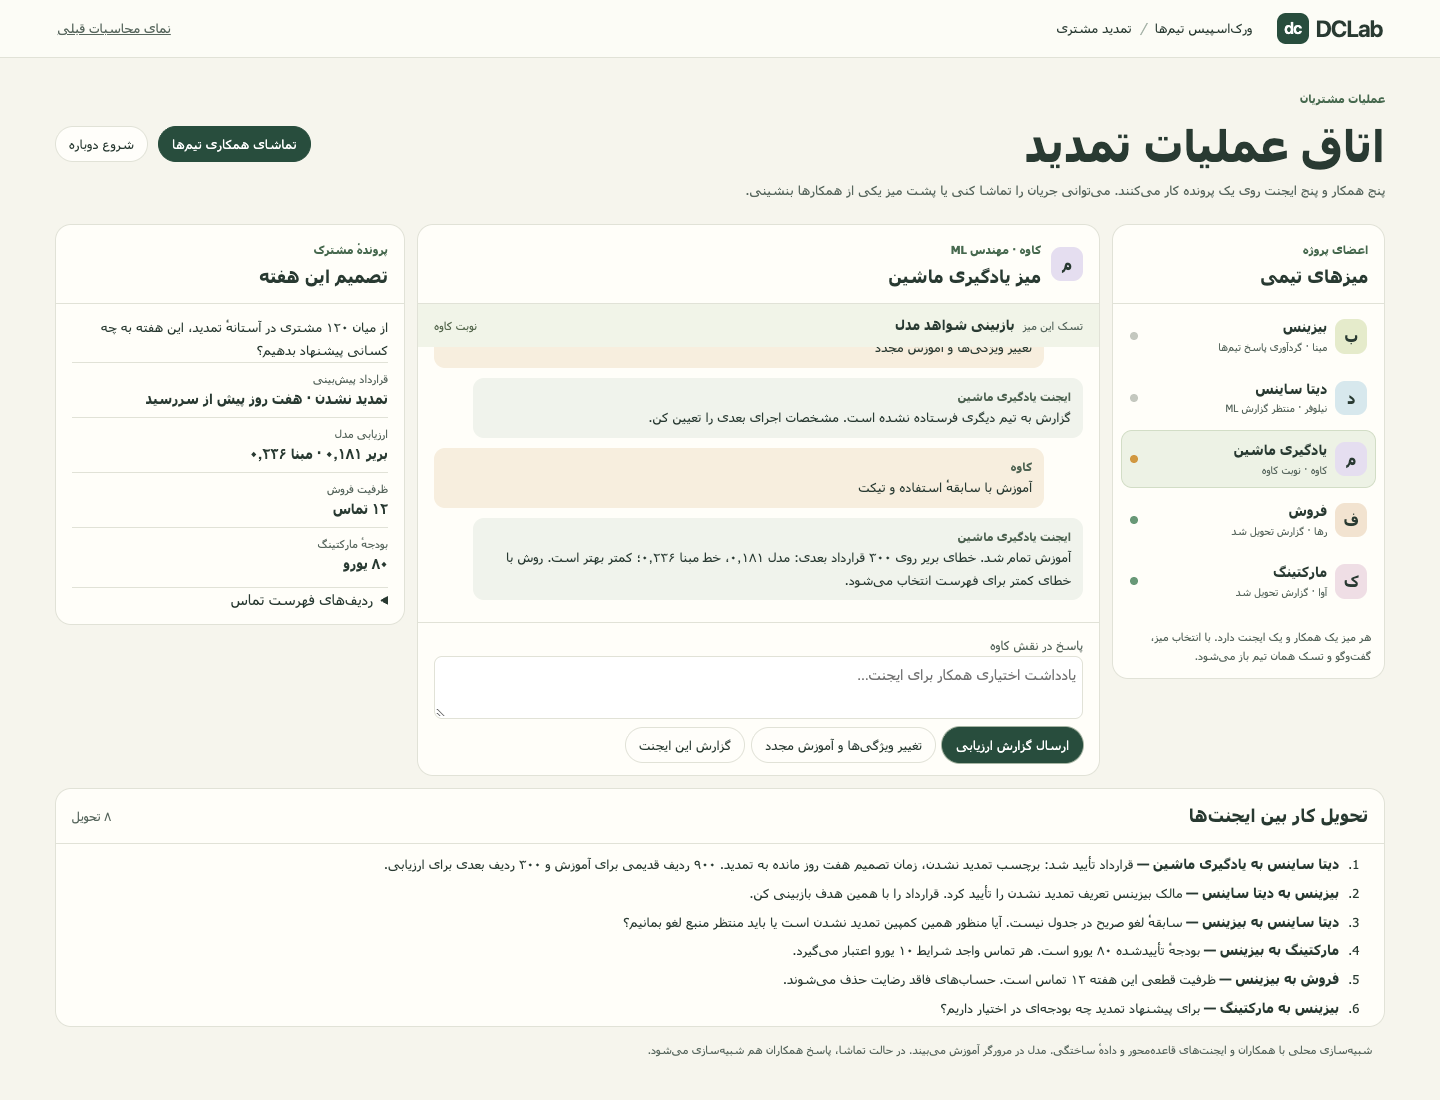 dc DCLab
ورک‌اسپیس تیم‌ها / تمدید مشتری
نمای محاسبات قبلی
عملیات مشتریان
اتاق عملیات تمدید
پنج همکار و پنج ایجنت روی یک پرونده کار می‌کنند. می‌توانی جریان را تماشا کنی یا پشت میز یکی از همکارها بنشینی.
تماشای همکاری تیم‌ها
شروع دوباره
اعضای پروژه
میزهای تیمی
ب
بیزینس
مینا · گردآوری پاسخ تیم‌ها
د
دیتا ساینس
نیلوفر · منتظر گزارش ML
م
یادگیری ماشین
کاوه · نوبت کاوه
ف
فروش
رها · گزارش تحویل شد
ک
مارکتینگ
آوا · گزارش تحویل شد
هر میز یک همکار و یک ایجنت دارد. با انتخاب میز،
گفت‌وگو و تسک همان تیم باز می‌شود.
م
کاوه · مهندس ML
میز یادگیری ماشین
تسک این میز بازبینی شواهد مدل
نوبت کاوه
تغییر ویژگی‌ها و آموزش مجدد
ایجنت یادگیری ماشین
گزارش به تیم دیگری فرستاده نشده است. مشخصات اجرای بعدی را تعیین کن.
کاوه
آموزش با سابقهٔ استفاده و تیکت
ایجنت یادگیری ماشین
آموزش تمام شد. خطای بریر روی ۳۰۰ قرارداد بعدی: مدل ۰٫۱۸۱، خط مبنا ۰٫۲۳۶؛ کمتر بهتر است. روش با
خطای کمتر برای فهرست انتخاب می‌شود.
پاسخ در نقش کاوه
یادداشت اختیاری همکار برای ایجنت...
ارسال گزارش ارزیابی
تغییر ویژگی‌ها و آموزش مجدد
گزارش این ایجنت
پروندهٔ مشترک
تصمیم این هفته
از میان ۱۲۰ مشتری در آستانهٔ تمدید، این هفته به چه
کسانی پیشنهاد بدهیم؟
قرارداد پیش‌بینی
تمدید نشدن · هفت روز پیش از سررسید
ارزیابی مدل
بریر ۰٫۱۸۱ · مبنا ۰٫۲۳۶
ظرفیت فروش
۱۲ تماس
بودجهٔ مارکتینگ
۸۰ یورو
ردیف‌های فهرست تماس
تحویل کار بین ایجنت‌ها
۸ تحویل
1. دیتا ساینس به یادگیری ماشین — قرارداد تأیید شد: برچسب تمدید نشدن، زمان تصمیم هفت روز مانده به تمدید. ۹۰۰ ردیف قدیمی برای آموزش و ۳۰۰ ردیف بعدی برای ارزیابی.
2. بیزینس به دیتا ساینس — مالک بیزینس تعریف تمدید نشدن را تأیید کرد. قرارداد را با همین هدف بازبینی کن.
3. دیتا ساینس به بیزینس — سابقهٔ لغو صریح در جدول نیست. آیا منظور همین کمپین تمدید نشدن است یا باید منتظر منبع لغو بمانیم؟
4. مارکتینگ به بیزینس — بودجهٔ تأییدشده ۸۰ یورو است. هر تماس واجد شرایط ۱۰ یورو اعتبار می‌گیرد.
5. فروش به بیزینس — ظرفیت قطعی این هفته ۱۲ تماس است. حساب‌های فاقد رضایت حذف می‌شوند.
6. بیزینس به مارکتینگ — برای پیشنهاد تمدید چه بودجه‌ای در اختیار داریم؟
شبیه‌سازی محلی با همکاران و ایجنت‌های قاعده‌محور و دادهٔ ساختگی. مدل در مرورگر آموزش می‌بیند. در حالت تماشا، پاسخ همکاران هم شبیه‌سازی می‌شود.